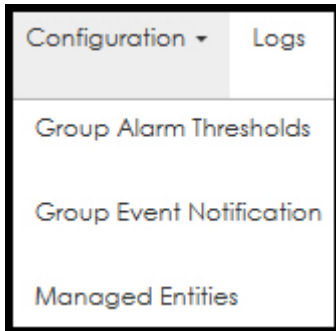 Configuration Logs
Group Alarm Thresholds
Group Event Notification
Managed Entities